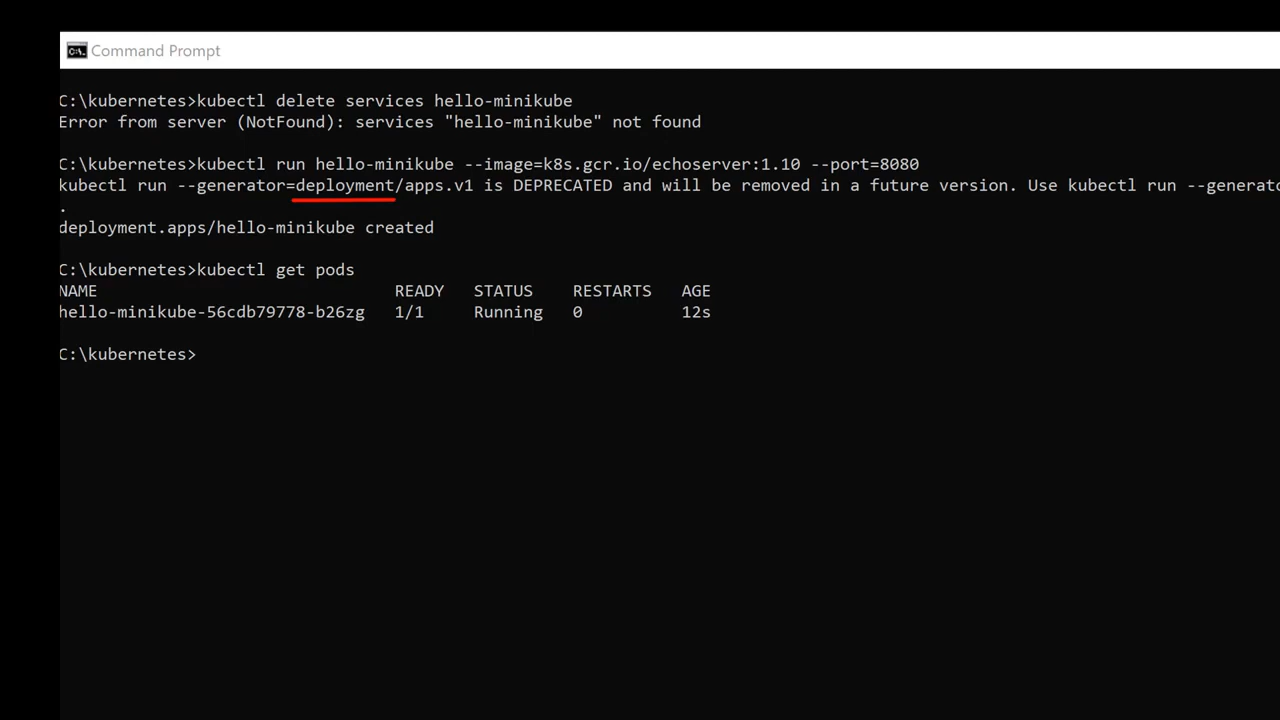 Command Prompt
C:\kubernetes>kubectl delete services hello-minikube
Error from server (NotFound): services "hello-minikube" not found
C:\kubernetes>kubectl run hello-minikube --image=k8s.gcr.io/echoserver:1.10 --port=8080
kubectl run --generator=deployment/apps.v1 is DEPRECATED and will be removed in a future version. Use kubectl run --generato
.
deployment.apps/hello-minikube created
C:\kubernetes>kubectl get pods
NAME READY STATUS RESTARTS AGE
hello-minikube-56cdb79778-b26zg 1/1 Running 0 12s
C:\kubernetes>